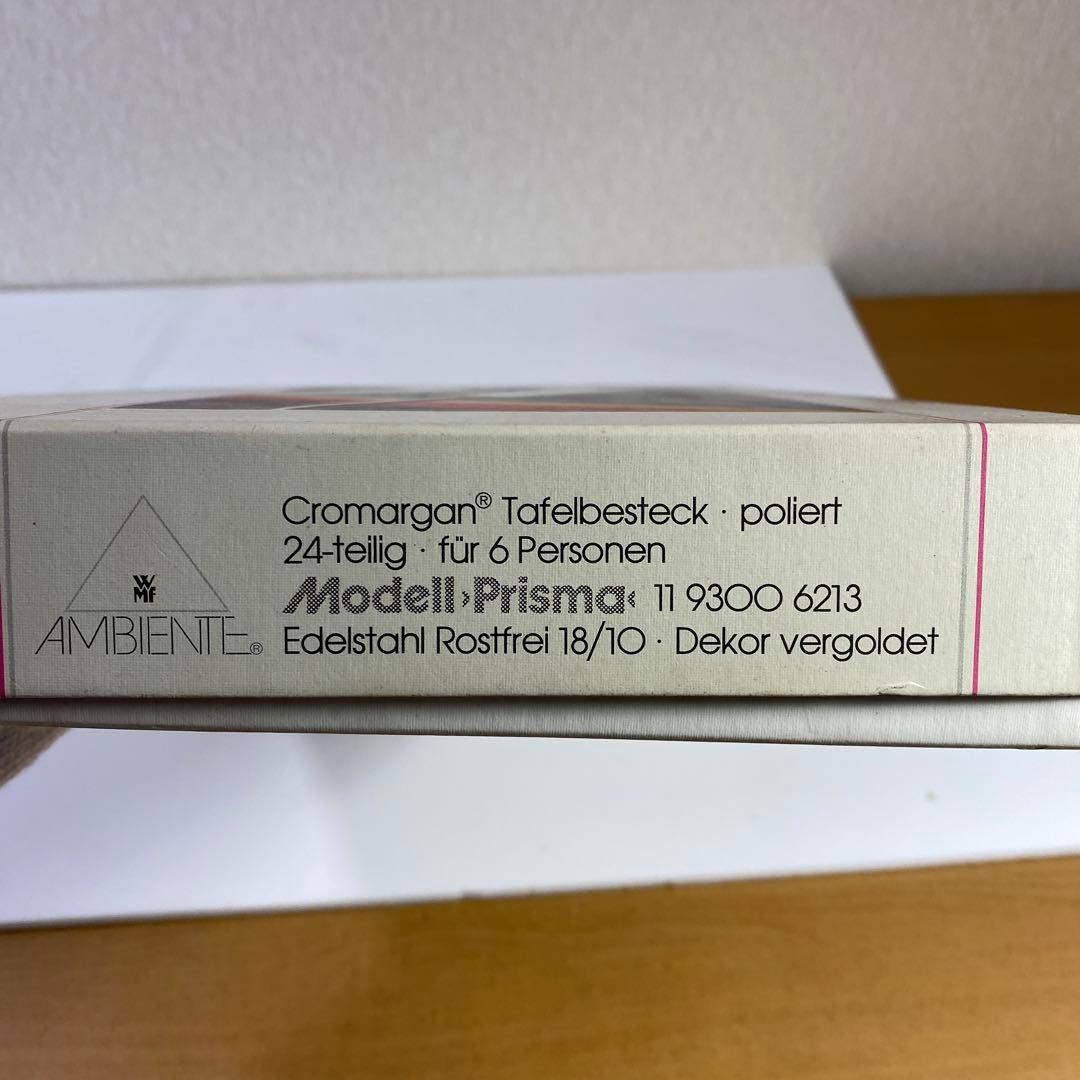 WMF
AMBIENTE®
Cromargan® Tafelbesteck · poliert
24-teilig · für 6 Personen
Modell ›Prisma‹ 11 9300 6213
Edelstahl Rostfrei 18/10 · Dekor vergoldet